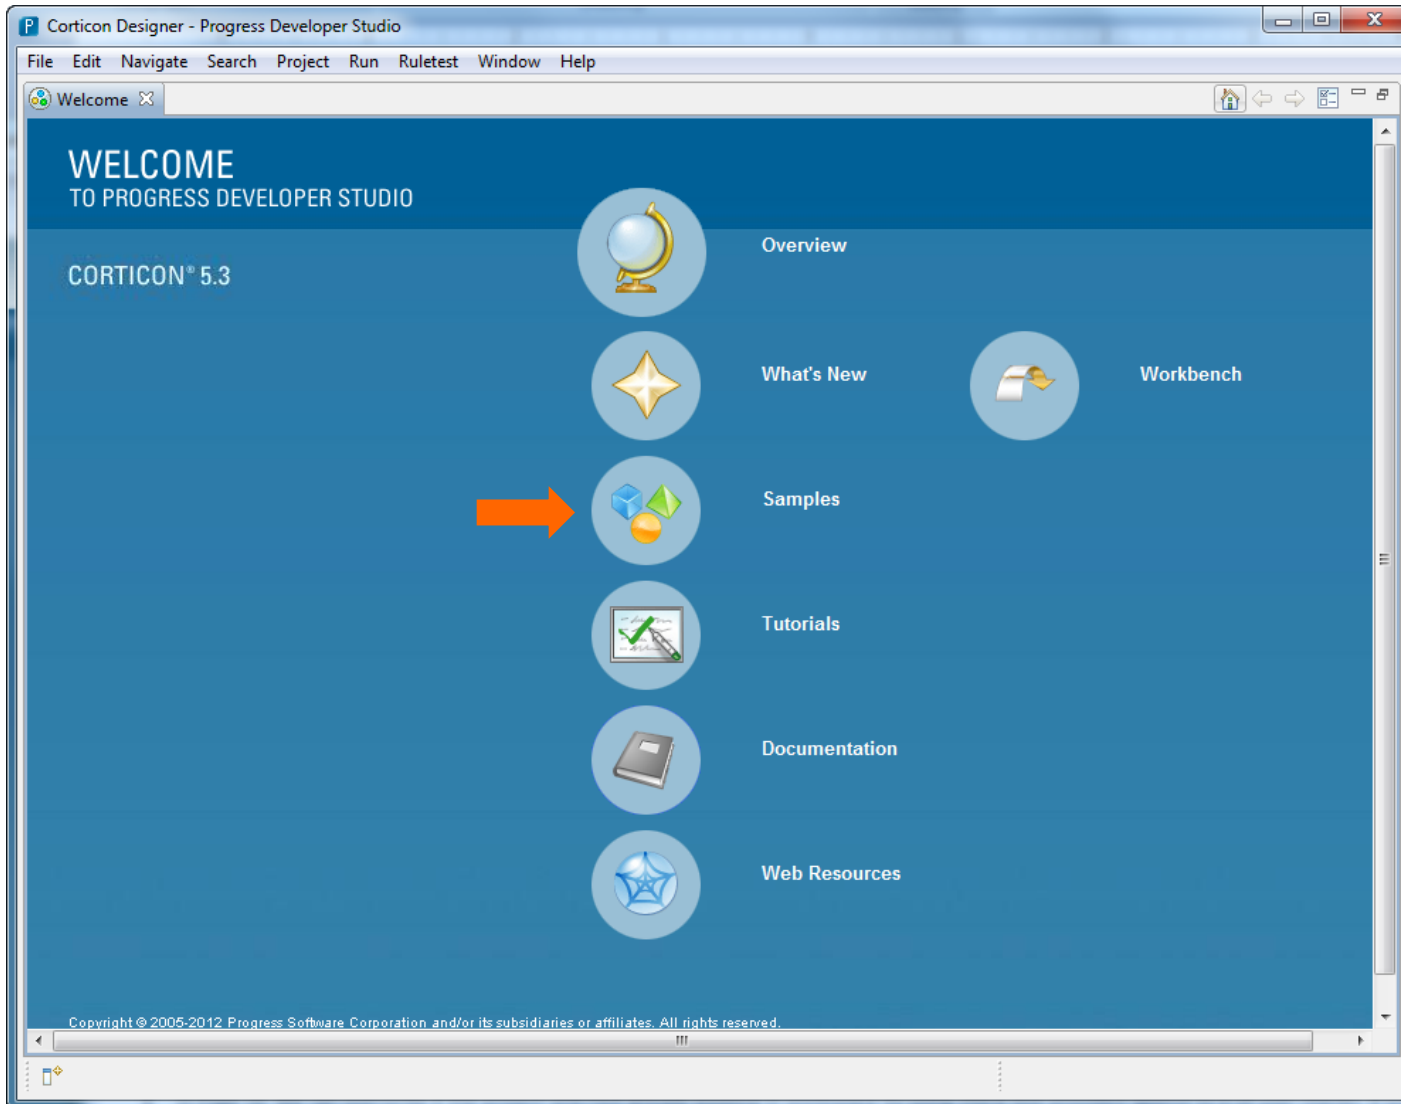 Corticon Designer - Progress Developer Studio
File Edit Navigate Search Project Run Ruletest Window Help
Welcome
WELCOME
TO PROGRESS DEVELOPER STUDIO
CORTICON® 5.3
Overview
What's New
Workbench
Samples
Tutorials
Documentation
Web Resources
Copyright © 2005-2012 Progress Software Corporation and/or its subsidiaries or affiliates. All rights reserved.